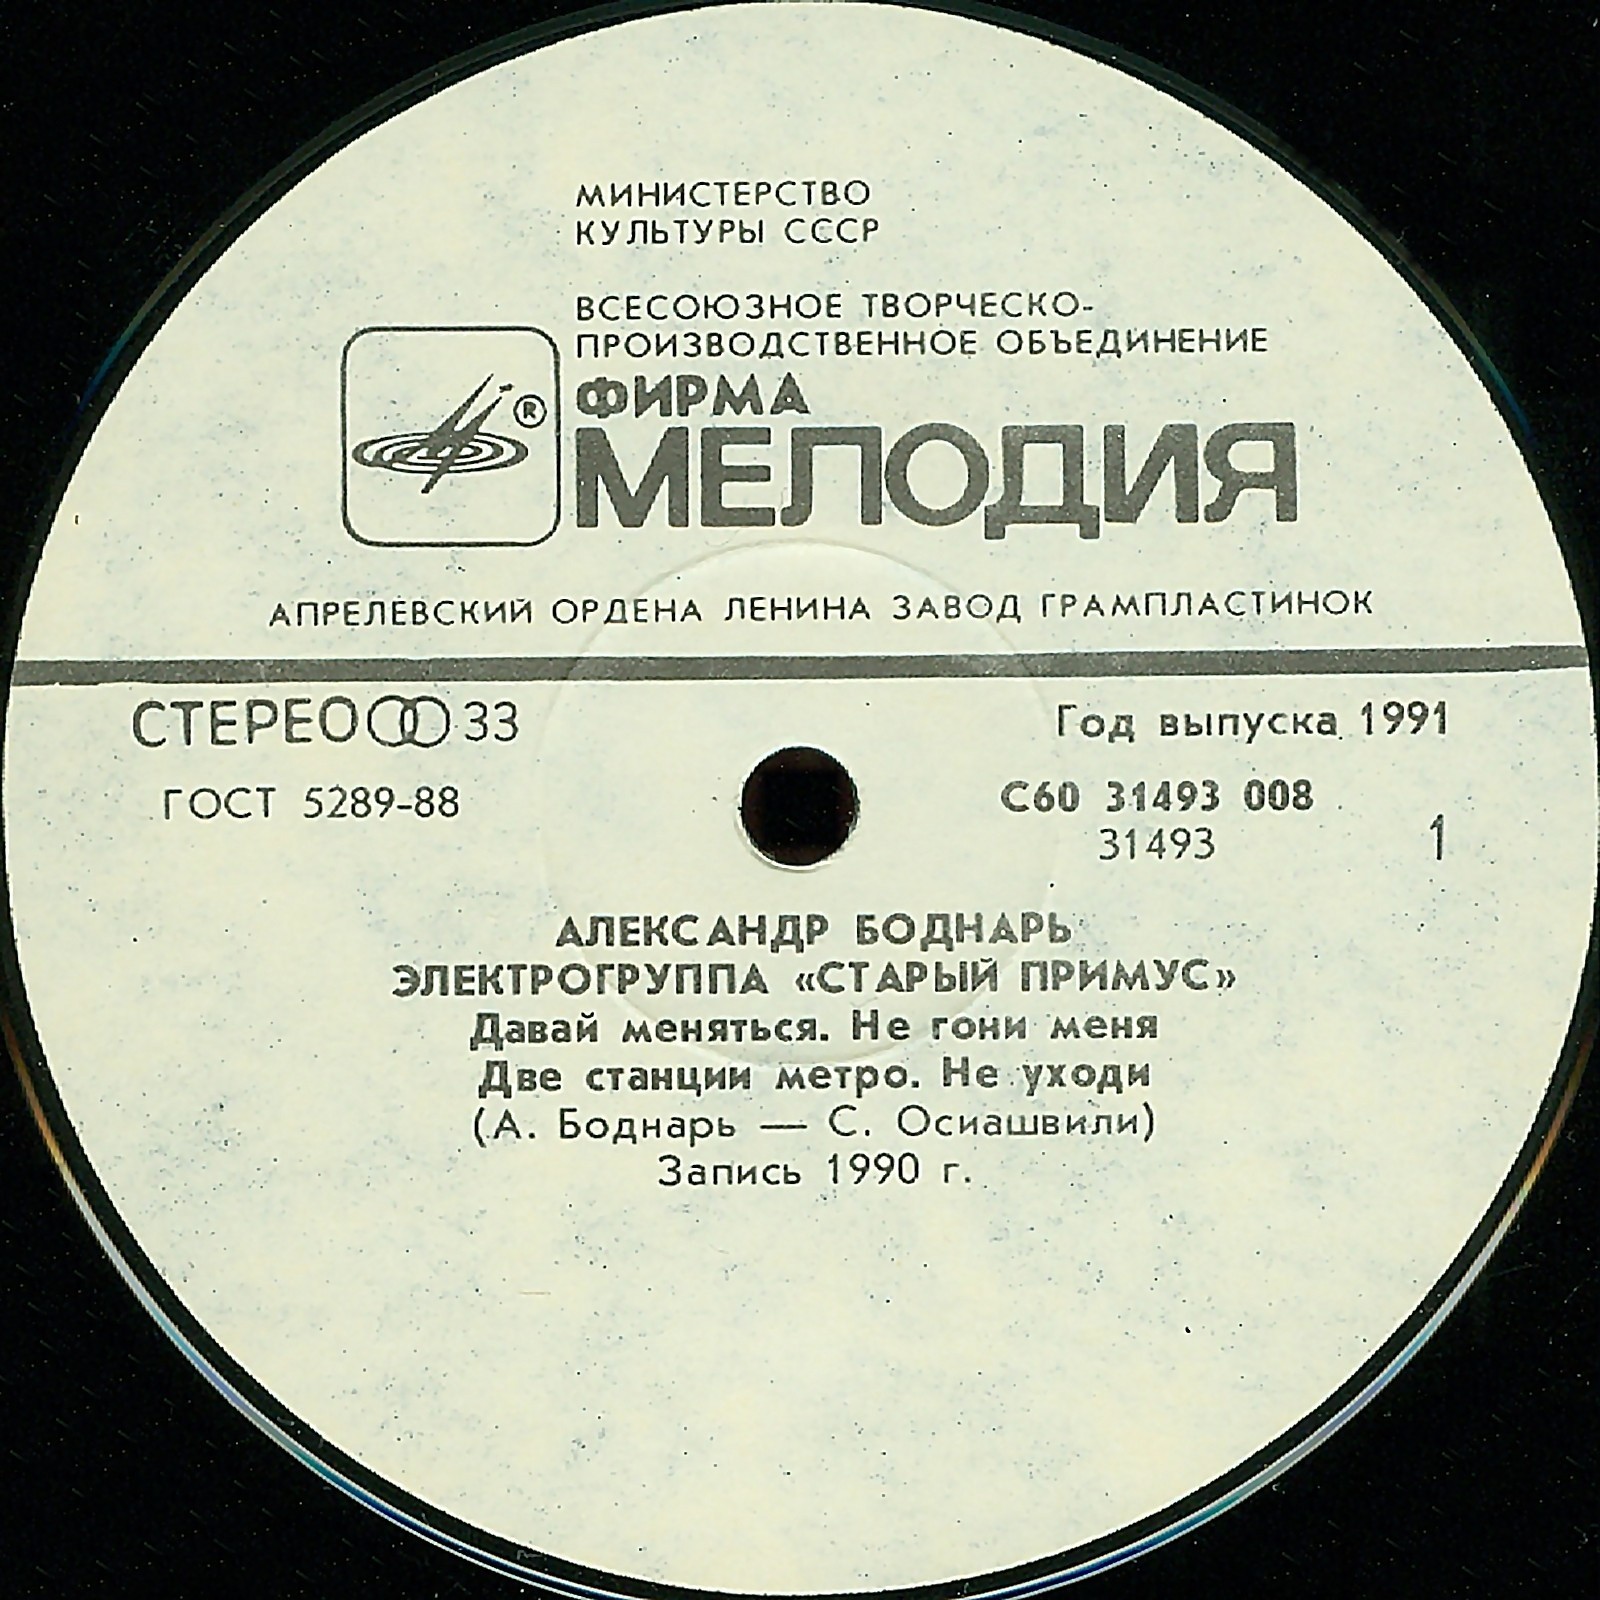 МИНИСТЕРСТВО
КУЛЬТУРЫ СССР
ВСЕСОЮЗНОЕ ТВОРЧЕСКО-
ПРОИЗВОДСТВЕННОЕ ОБЪЕДИНЕНИЕ
®
ФИРМА
МЕЛОДИЯ
АПРЕЛЕВСКИЙ ОРДЕНА ЛЕНИНА ЗАВОД ГРАМПЛАСТИНОК
СТЕРЕО 33
Год выпуска 1991
ГОСТ 5289-88
С60 31493 008
31493
1
АЛЕКСАНДР БОДНАРЬ
ЭЛЕКТРОГРУППА «СТАРЫЙ ПРИМУС»
Давай меняться. Не гони меня
Две станции метро. Не уходи
(А. Боднарь — С. Осиашвили)
Запись 1990 г.